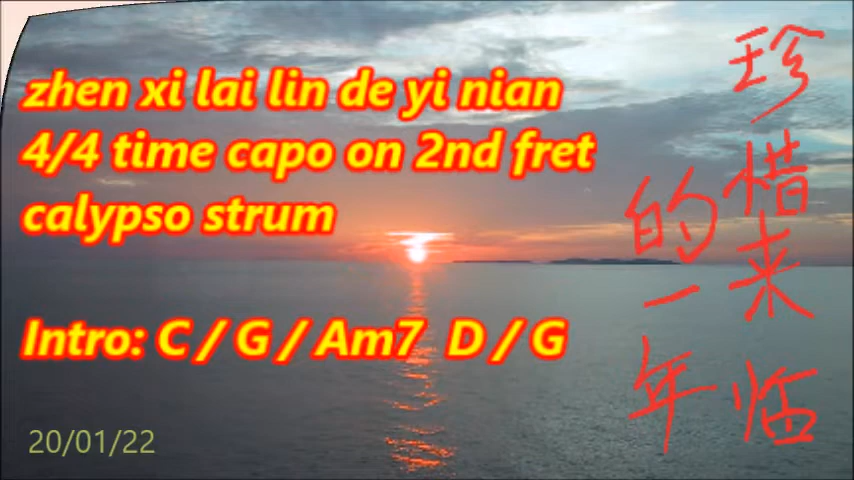 zhen xi lai lin de yi nian
4/4 time capo on 2nd fret
calypso strum
Intro: C / G / Am7 D / G
20/01/22
珍惜来临
的一年